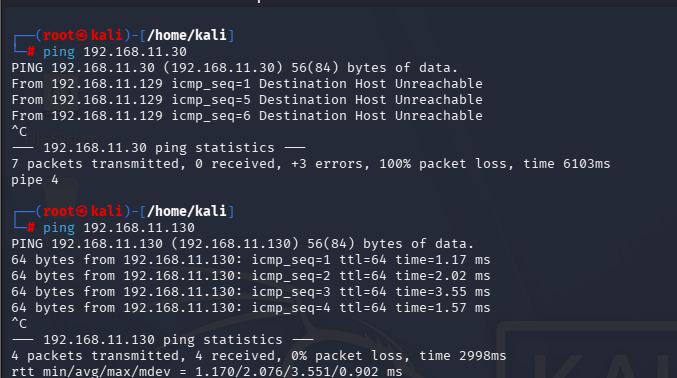 ┌──(root㉿kali)-[/home/kali]
└─# ping 192.168.11.30
PING 192.168.11.30 (192.168.11.30) 56(84) bytes of data.
From 192.168.11.129 icmp_seq=1 Destination Host Unreachable
From 192.168.11.129 icmp_seq=5 Destination Host Unreachable
From 192.168.11.129 icmp_seq=6 Destination Host Unreachable
^C
--- 192.168.11.30 ping statistics ---
7 packets transmitted, 0 received, +3 errors, 100% packet loss, time 6103ms
pipe 4
┌──(root㉿kali)-[/home/kali]
└─# ping 192.168.11.130
PING 192.168.11.130 (192.168.11.130) 56(84) bytes of data.
64 bytes from 192.168.11.130: icmp_seq=1 ttl=64 time=1.17 ms
64 bytes from 192.168.11.130: icmp_seq=2 ttl=64 time=2.02 ms
64 bytes from 192.168.11.130: icmp_seq=3 ttl=64 time=3.55 ms
64 bytes from 192.168.11.130: icmp_seq=4 ttl=64 time=1.57 ms
^C
--- 192.168.11.130 ping statistics ---
4 packets transmitted, 4 received, 0% packet loss, time 2998ms
rtt min/avg/max/mdev = 1.170/2.076/3.551/0.902 ms